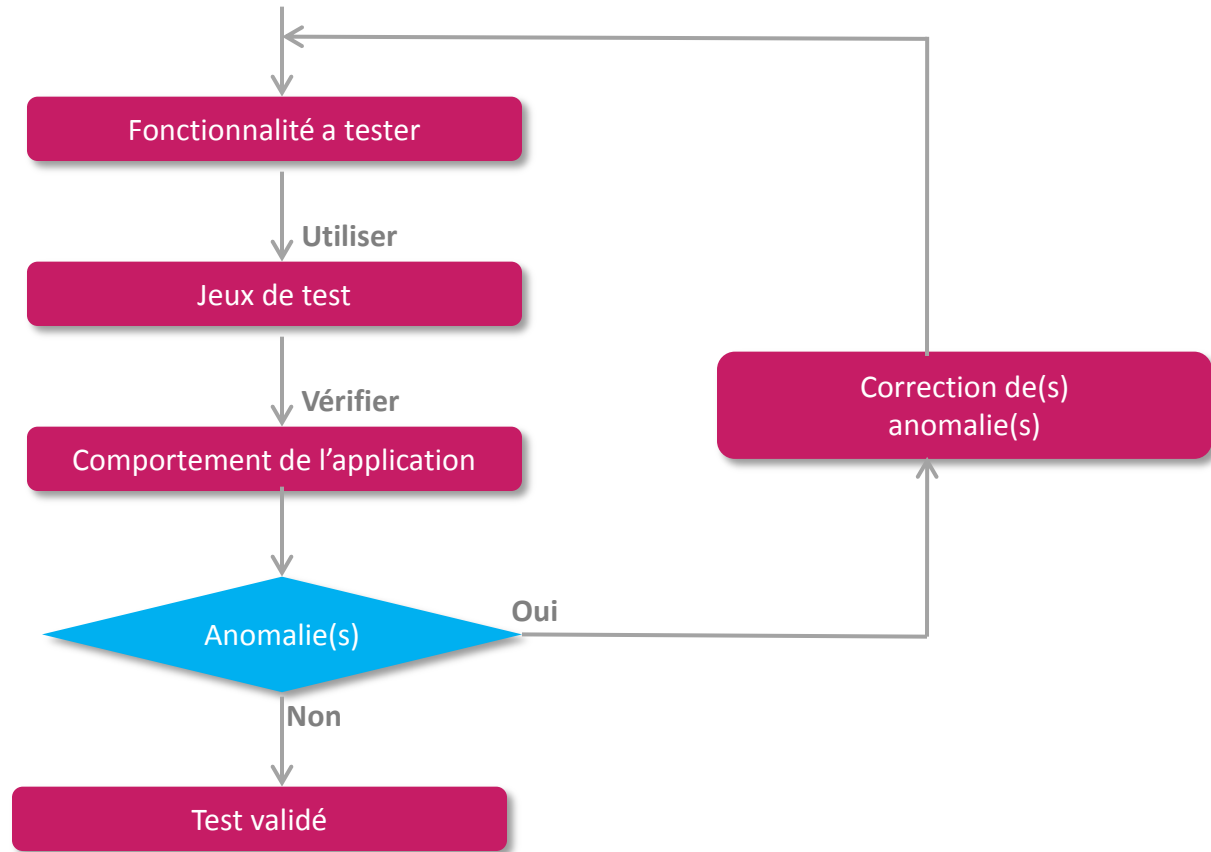 Fonctionnalité a tester
Utiliser
Jeux de test
Vérifier
Comportement de l’application
Correction de(s)
anomalie(s)
Anomalie(s)
Oui
Non
Test validé